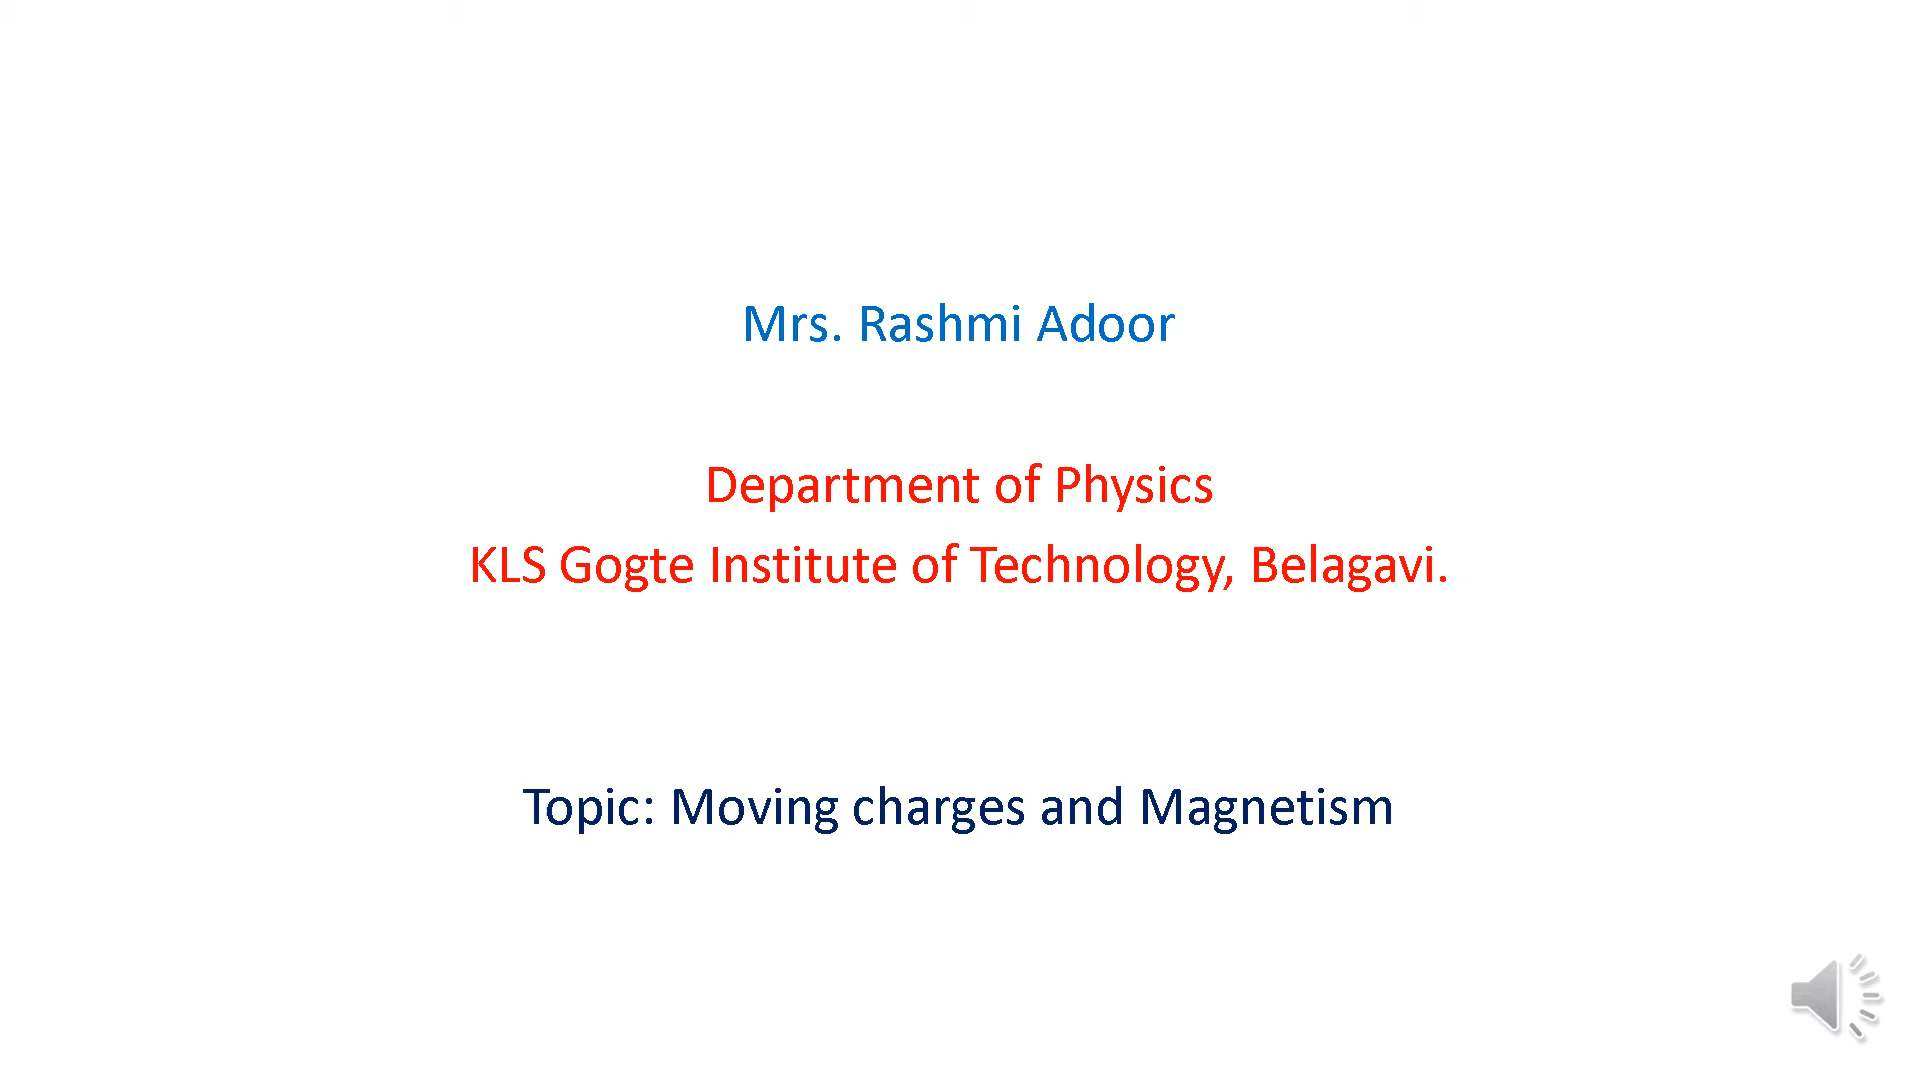 Mrs. Rashmi Adoor
Department of Physics
KLS Gogte Institute of Technology, Belagavi.
Topic: Moving charges and Magnetism